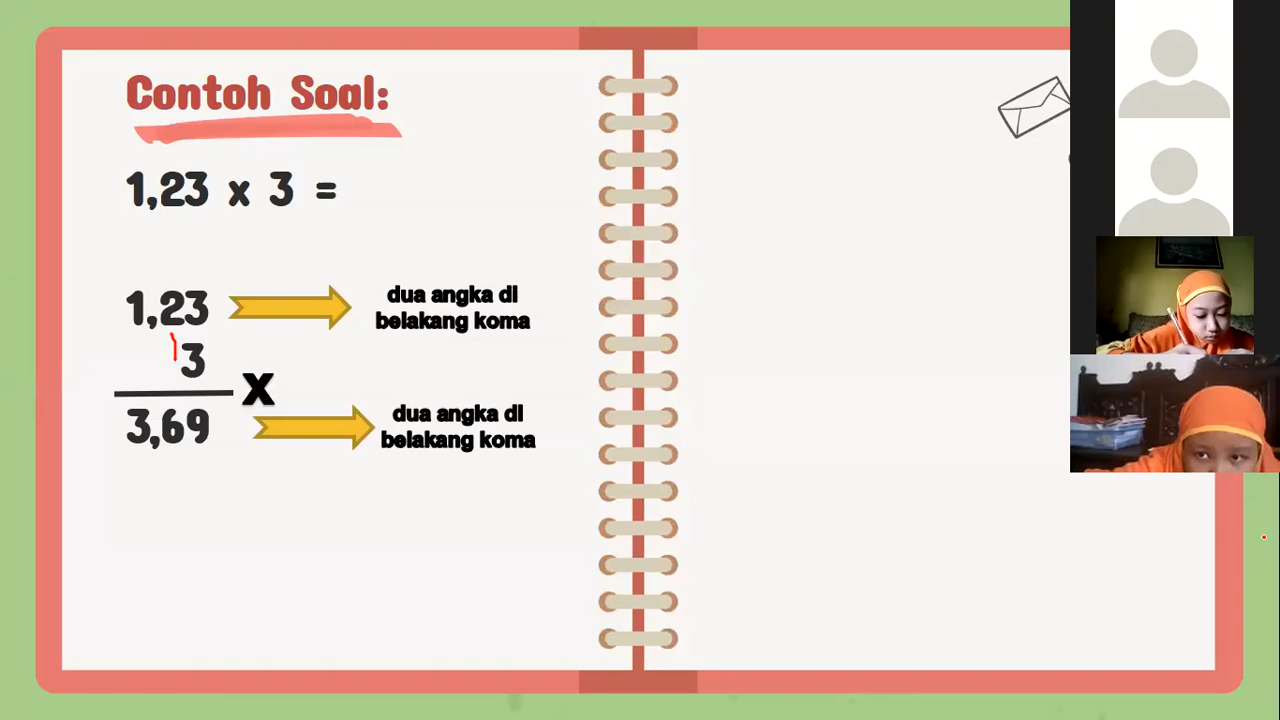 Contoh Soal:
1,23 x 3 =
1,23
dua angka di
belakang koma
3
X
3,69
dua angka di
belakang koma